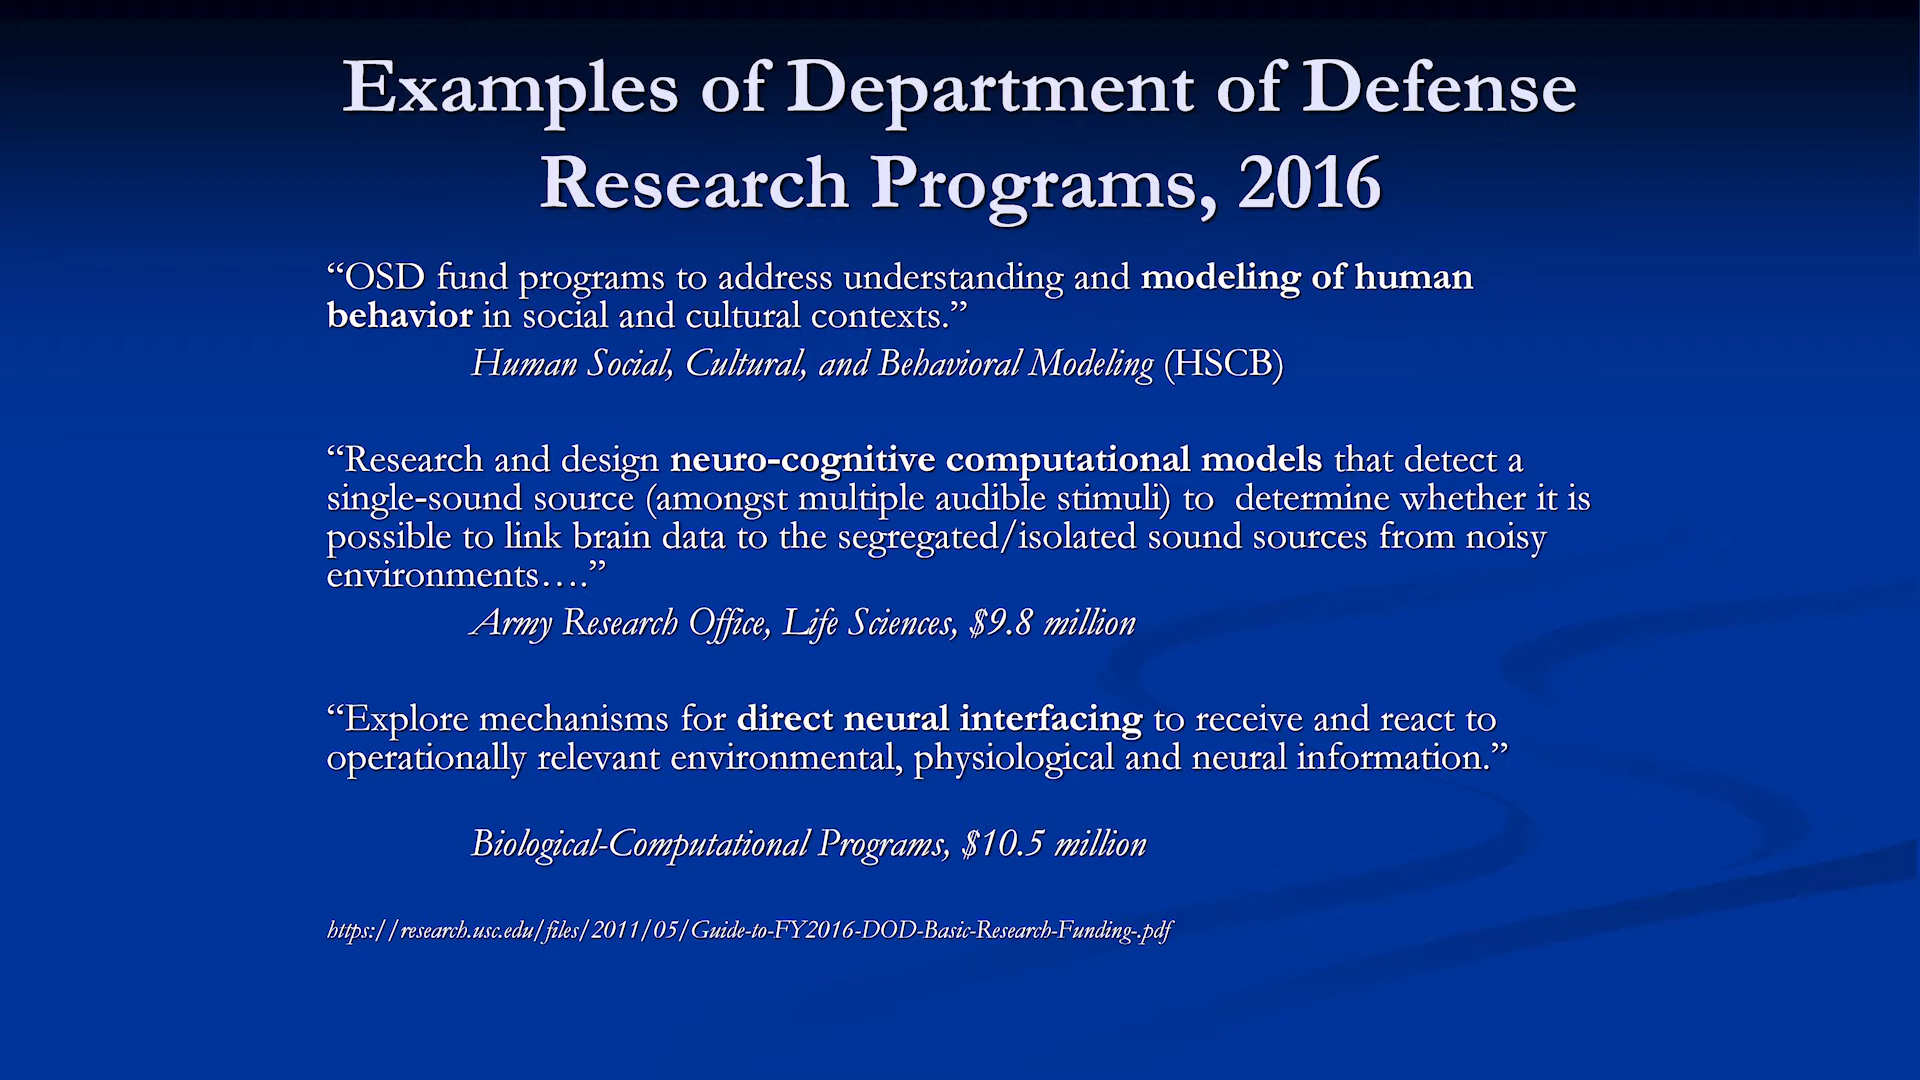 Examples of Department of Defense
Research Programs, 2016
“OSD fund programs to address understanding and modeling of human
behavior in social and cultural contexts.”
Human Social, Cultural, and Behavioral Modeling (HSCB)
“Research and design neuro-cognitive computational models that detect a
single-sound source (amongst multiple audible stimuli) to  determine whether it is
possible to link brain data to the segregated/isolated sound sources from noisy
environments….”
Army Research Office, Life Sciences, $9.8 million
“Explore mechanisms for direct neural interfacing to receive and react to
operationally relevant environmental, physiological and neural information.”
Biological-Computational Programs, $10.5 million
https://research.usc.edu/files/2011/05/Guide-to-FY2016-DOD-Basic-Research-Funding-.pdf